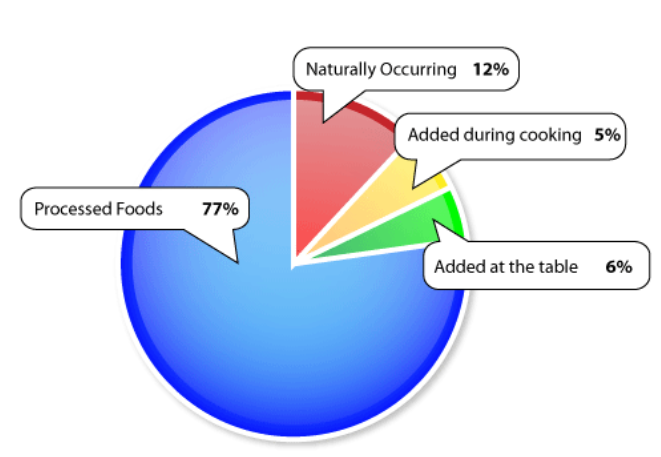 Naturally Occurring 12%
Added during cooking 5%
Processed Foods 77%
Added at the table 6%